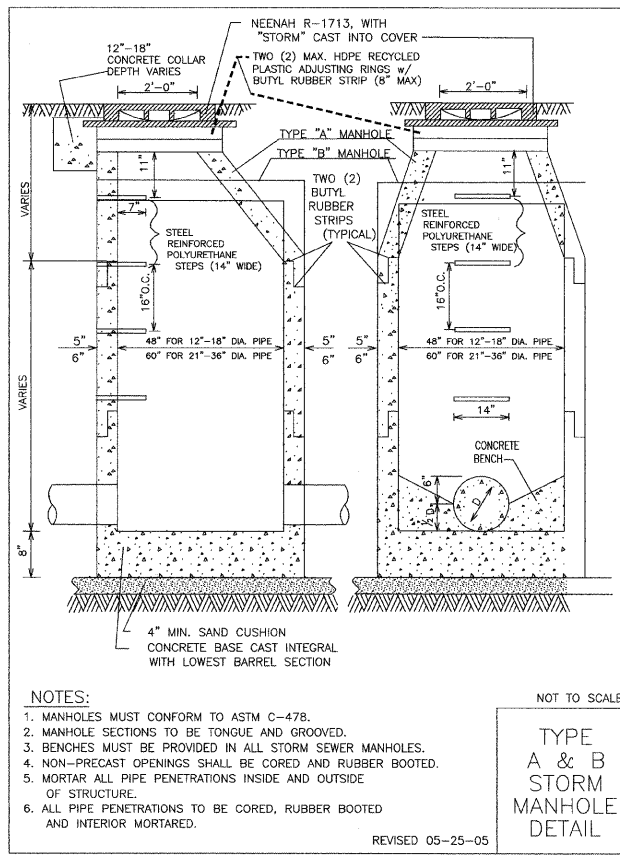 NEENAH R-1713, WITH
"STORM" CAST INTO COVER
12"-18"
CONCRETE COLLAR
DEPTH VARIES
TWO (2) MAX. HDPE RECYCLED
PLASTIC ADJUSTING RINGS w/
BUTYL RUBBER STRIP (8" MAX)
2'-0"
2'-0"
TYPE "A" MANHOLE
TYPE "B" MANHOLE
11"
11"
VARIES
7"
TWO (2)
BUTYL
RUBBER
STRIPS
(TYPICAL)
STEEL
REINFORCED
POLYURETHANE
STEPS (14" WIDE)
STEEL
REINFORCED
POLYURETHANE
STEPS (14" WIDE)
16"O.C.
16"O.C.
5"
6"
48" FOR 12"-18" DIA. PIPE
60" FOR 21"-36" DIA. PIPE
5"
6"
5"
6"
48" FOR 12"-18" DIA. PIPE
60" FOR 21"-36" DIA. PIPE
VARIES
14"
CONCRETE
BENCH
6"
D
½ D
8"
4" MIN. SAND CUSHION
CONCRETE BASE CAST INTEGRAL
WITH LOWEST BARREL SECTION
NOTES:
1. MANHOLES MUST CONFORM TO ASTM C-478.
2. MANHOLE SECTIONS TO BE TONGUE AND GROOVED.
3. BENCHES MUST BE PROVIDED IN ALL STORM SEWER MANHOLES.
4. NON-PRECAST OPENINGS SHALL BE CORED AND RUBBER BOOTED.
5. MORTAR ALL PIPE PENETRATIONS INSIDE AND OUTSIDE
OF STRUCTURE.
6. ALL PIPE PENETRATIONS TO BE CORED, RUBBER BOOTED
AND INTERIOR MORTARED.
REVISED 05-25-05
NOT TO SCALE
TYPE
A & B
STORM
MANHOLE
DETAIL